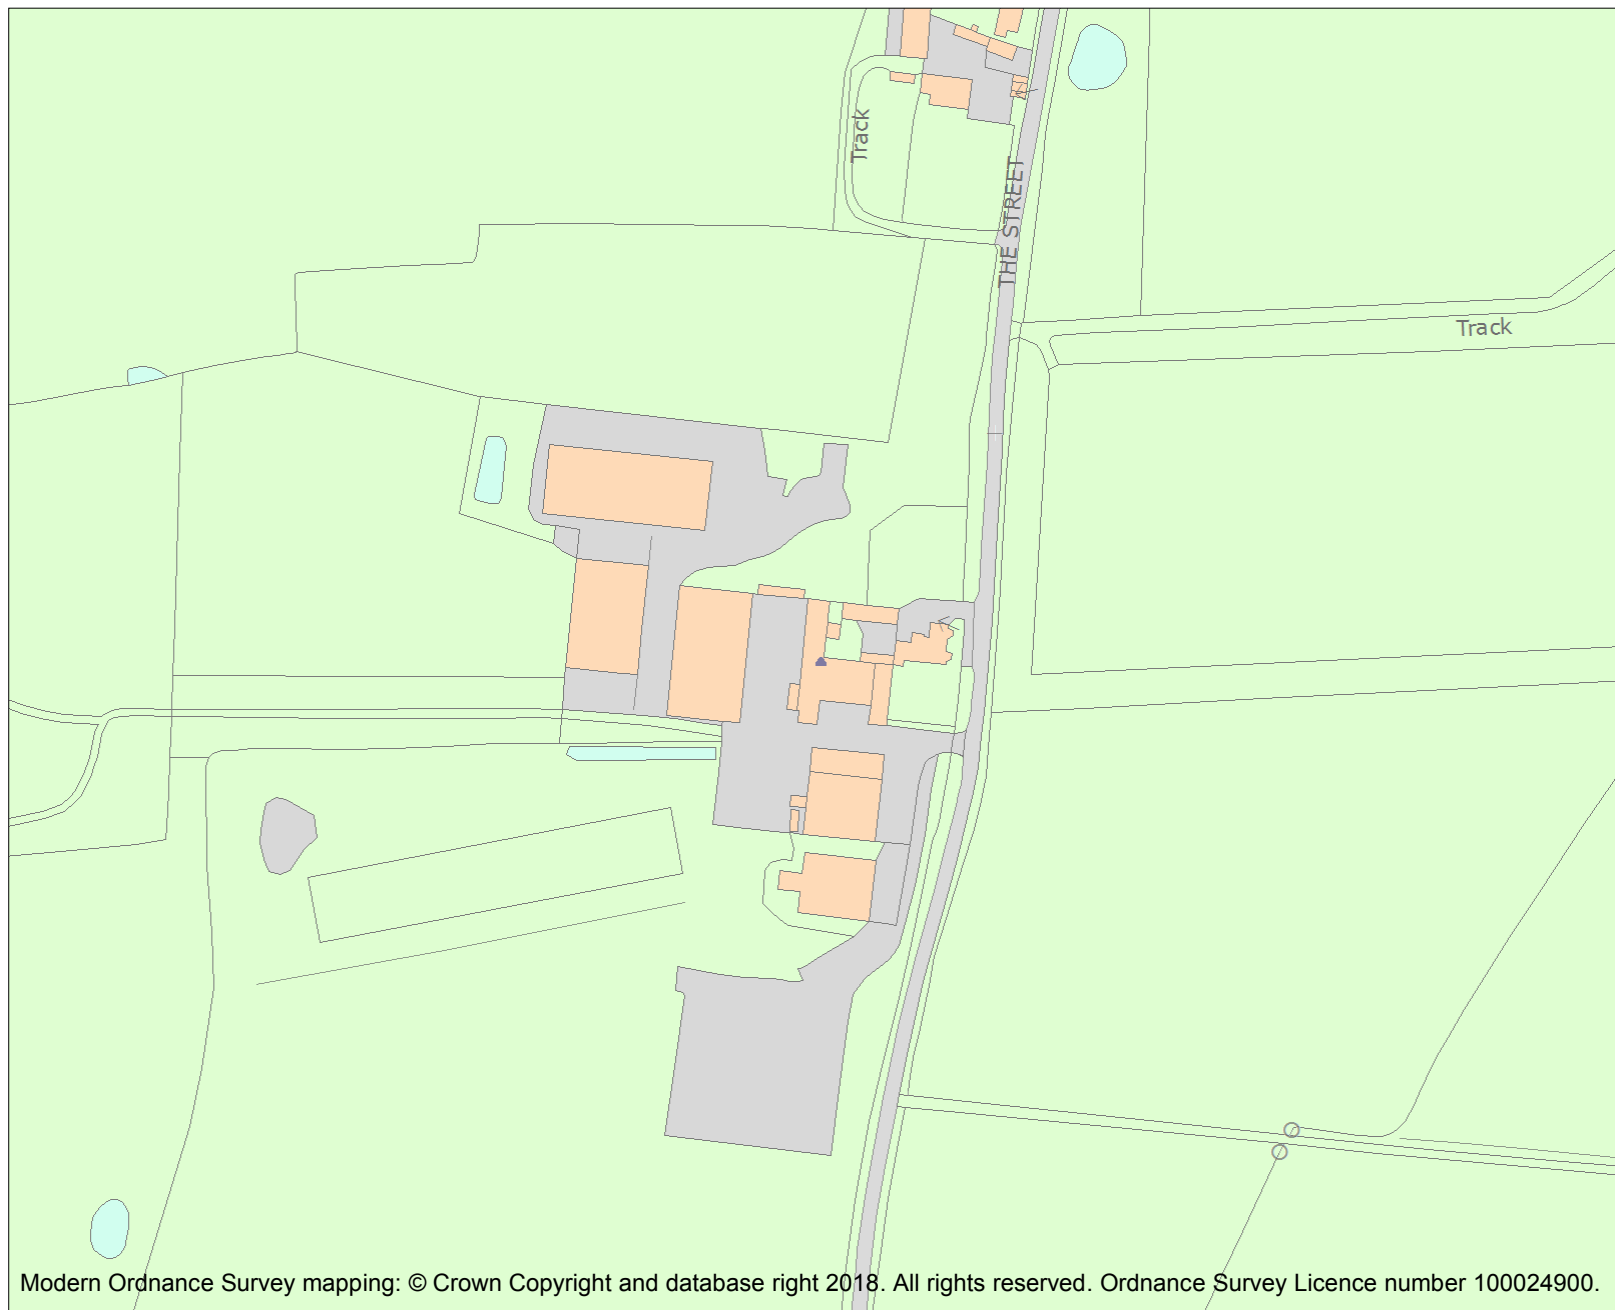 Track
THE STREET
Track
Modern Ordnance Survey mapping: © Crown Copyright and database right 2018. All rights reserved. Ordnance Survey Licence number 100024900.